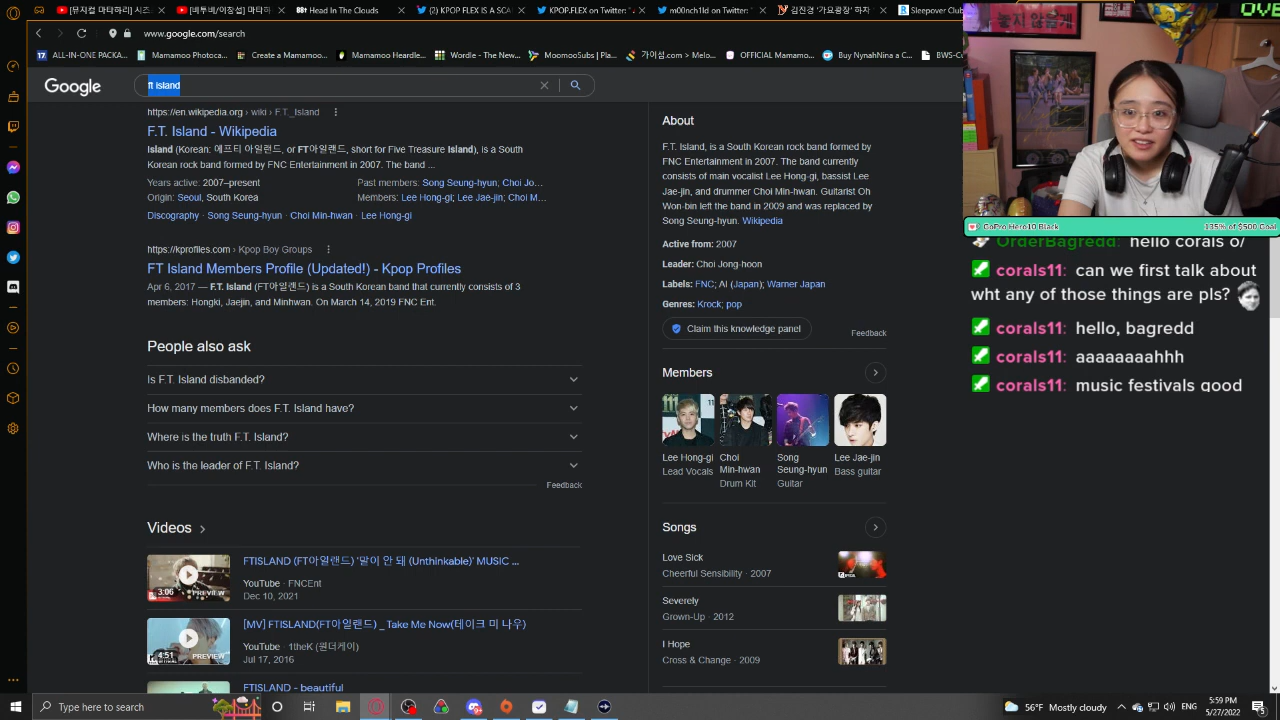 [뮤지컬 마타하리] 시즈
[비투비/이창섭] 마타하
88+ Head In The Clouds
(1) KPOP FLEX IS A SCA
KPOP.FLEX on Twitter: "
m00nch1ld on Twitter: "
김진경 '가요광장' 하차
Sleepover Club
www.google.com/search
17 ALL-IN-ONE PACKA...
Mamamoo Photoca...
Create a Mamamoo...
Mamamoo Heardle...
Wordle - The New...
MoomooSubs | Pla...
가이섬.com > Melo...
OFFICIAL Mamamo...
Buy NynahNina a C...
BWS-C
Google
ft island
https://en.wikipedia.org › wiki › F.T._Island
F.T. Island - Wikipedia
Island (Korean: 에프티 아일랜드, or FT아일랜드, short for Five Treasure Island), is a South
Korean rock band formed by FNC Entertainment in 2007. The band ...
Years active: 2007–present
Past members: Song Seung-hyun; Choi Jo...
Origin: Seoul, South Korea
Members: Lee Hong-gi; Lee Jae-jin; Choi M...
Discography · Song Seung-hyun · Choi Min-hwan · Lee Hong-gi
https://kprofiles.com › Kpop Boy Groups
FT Island Members Profile (Updated!) - Kpop Profiles
Apr 6, 2017 — F.T. Island (FT아일랜드) is a South Korean band that currently consists of 3
members: Hongki, Jaejin, and Minhwan. On March 14, 2019 FNC Ent.
People also ask
Is F.T. Island disbanded?
How many members does F.T. Island have?
Where is the truth F.T. Island?
Who is the leader of F.T. Island?
Feedback
Videos
3:06 PREVIEW
FTISLAND (FT아일랜드) '말이 안 돼 (Unthinkable)' MUSIC ...
YouTube · FNCEnt
Dec 10, 2021
4:51 PREVIEW
[MV] FTISLAND(FT아일랜드) _ Take Me Now(테이크 미 나우)
YouTube · 1theK (원더케이)
Jul 17, 2016
FTISLAND - beautiful
About
F.T. Island, is a South Korean rock band formed by
FNC Entertainment in 2007. The band currently
consists of main vocalist Lee Hong-gi, bassist Lee
Jae-jin, and drummer Choi Min-hwan. Guitarist Oh
Won-bin left the band in 2009 and was replaced by
Song Seung-hyun. Wikipedia
Active from: 2007
Leader: Choi Jong-hoon
Labels: FNC; AI (Japan); Warner Japan
Genres: Krock; pop
Claim this knowledge panel
Feedback
Members
Lee Hong-gi
Lead Vocals
Choi
Min-hwan
Drum Kit
Song
Seung-hyun
Guitar
Lee Jae-jin
Bass guitar
Songs
Love Sick
Cheerful Sensibility · 2007
Severely
Grown-Up · 2012
I Hope
Cross & Change · 2009
놓지 않을게
OVE
GoPro Hero10 Black
135% of $500 Goal
OrderBagredd: hello corals o/
corals11: can we first talk about
wht any of those things are pls?
corals11: hello, bagredd
corals11: aaaaaaaahhh
corals11: music festivals good
Type here to search
56°F Mostly cloudy
ENG
5:59 PM
5/27/2022
5